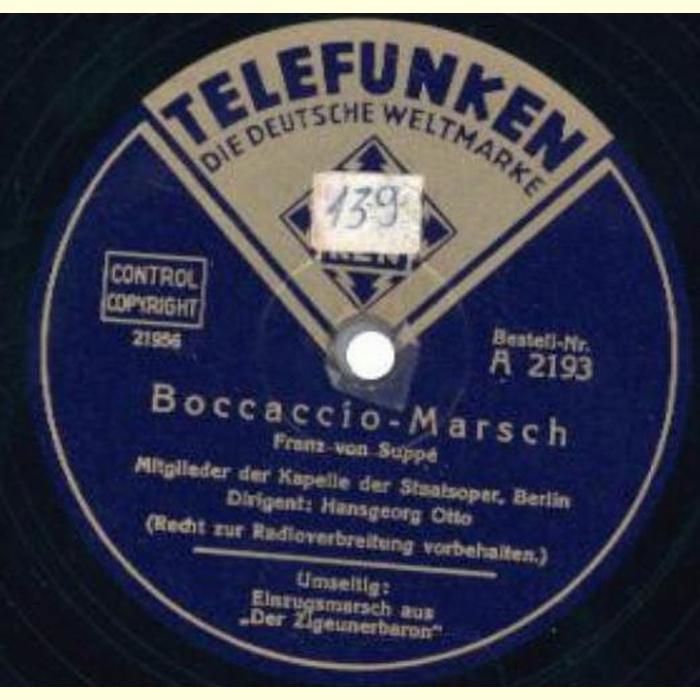 TELEFUNKEN
DIE DEUTSCHE WELTMARKE
139
KEN
CONTROL
COPYRIGHT
21956
Bestell-Nr.
A 2193
Boccaccio-Marsch
Franz von Suppé
Mitglieder der Kapelle der Staatsoper, Berlin
Dirigent: Hansgeorg Otto
(Recht zur Radioverbreitung vorbehalten.)
Umseitig:
Einzugsmarsch aus
„Der Zigeunerbaron“